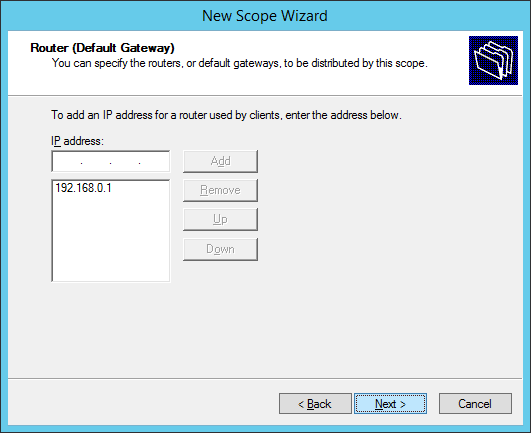 New Scope Wizard
Router (Default Gateway)
You can specify the routers, or default gateways, to be distributed by this scope.
To add an IP address for a router used by clients, enter the address below.
IP address:
. . .
Add
192.168.0.1
Remove
Up
Down
< Back
Next >
Cancel